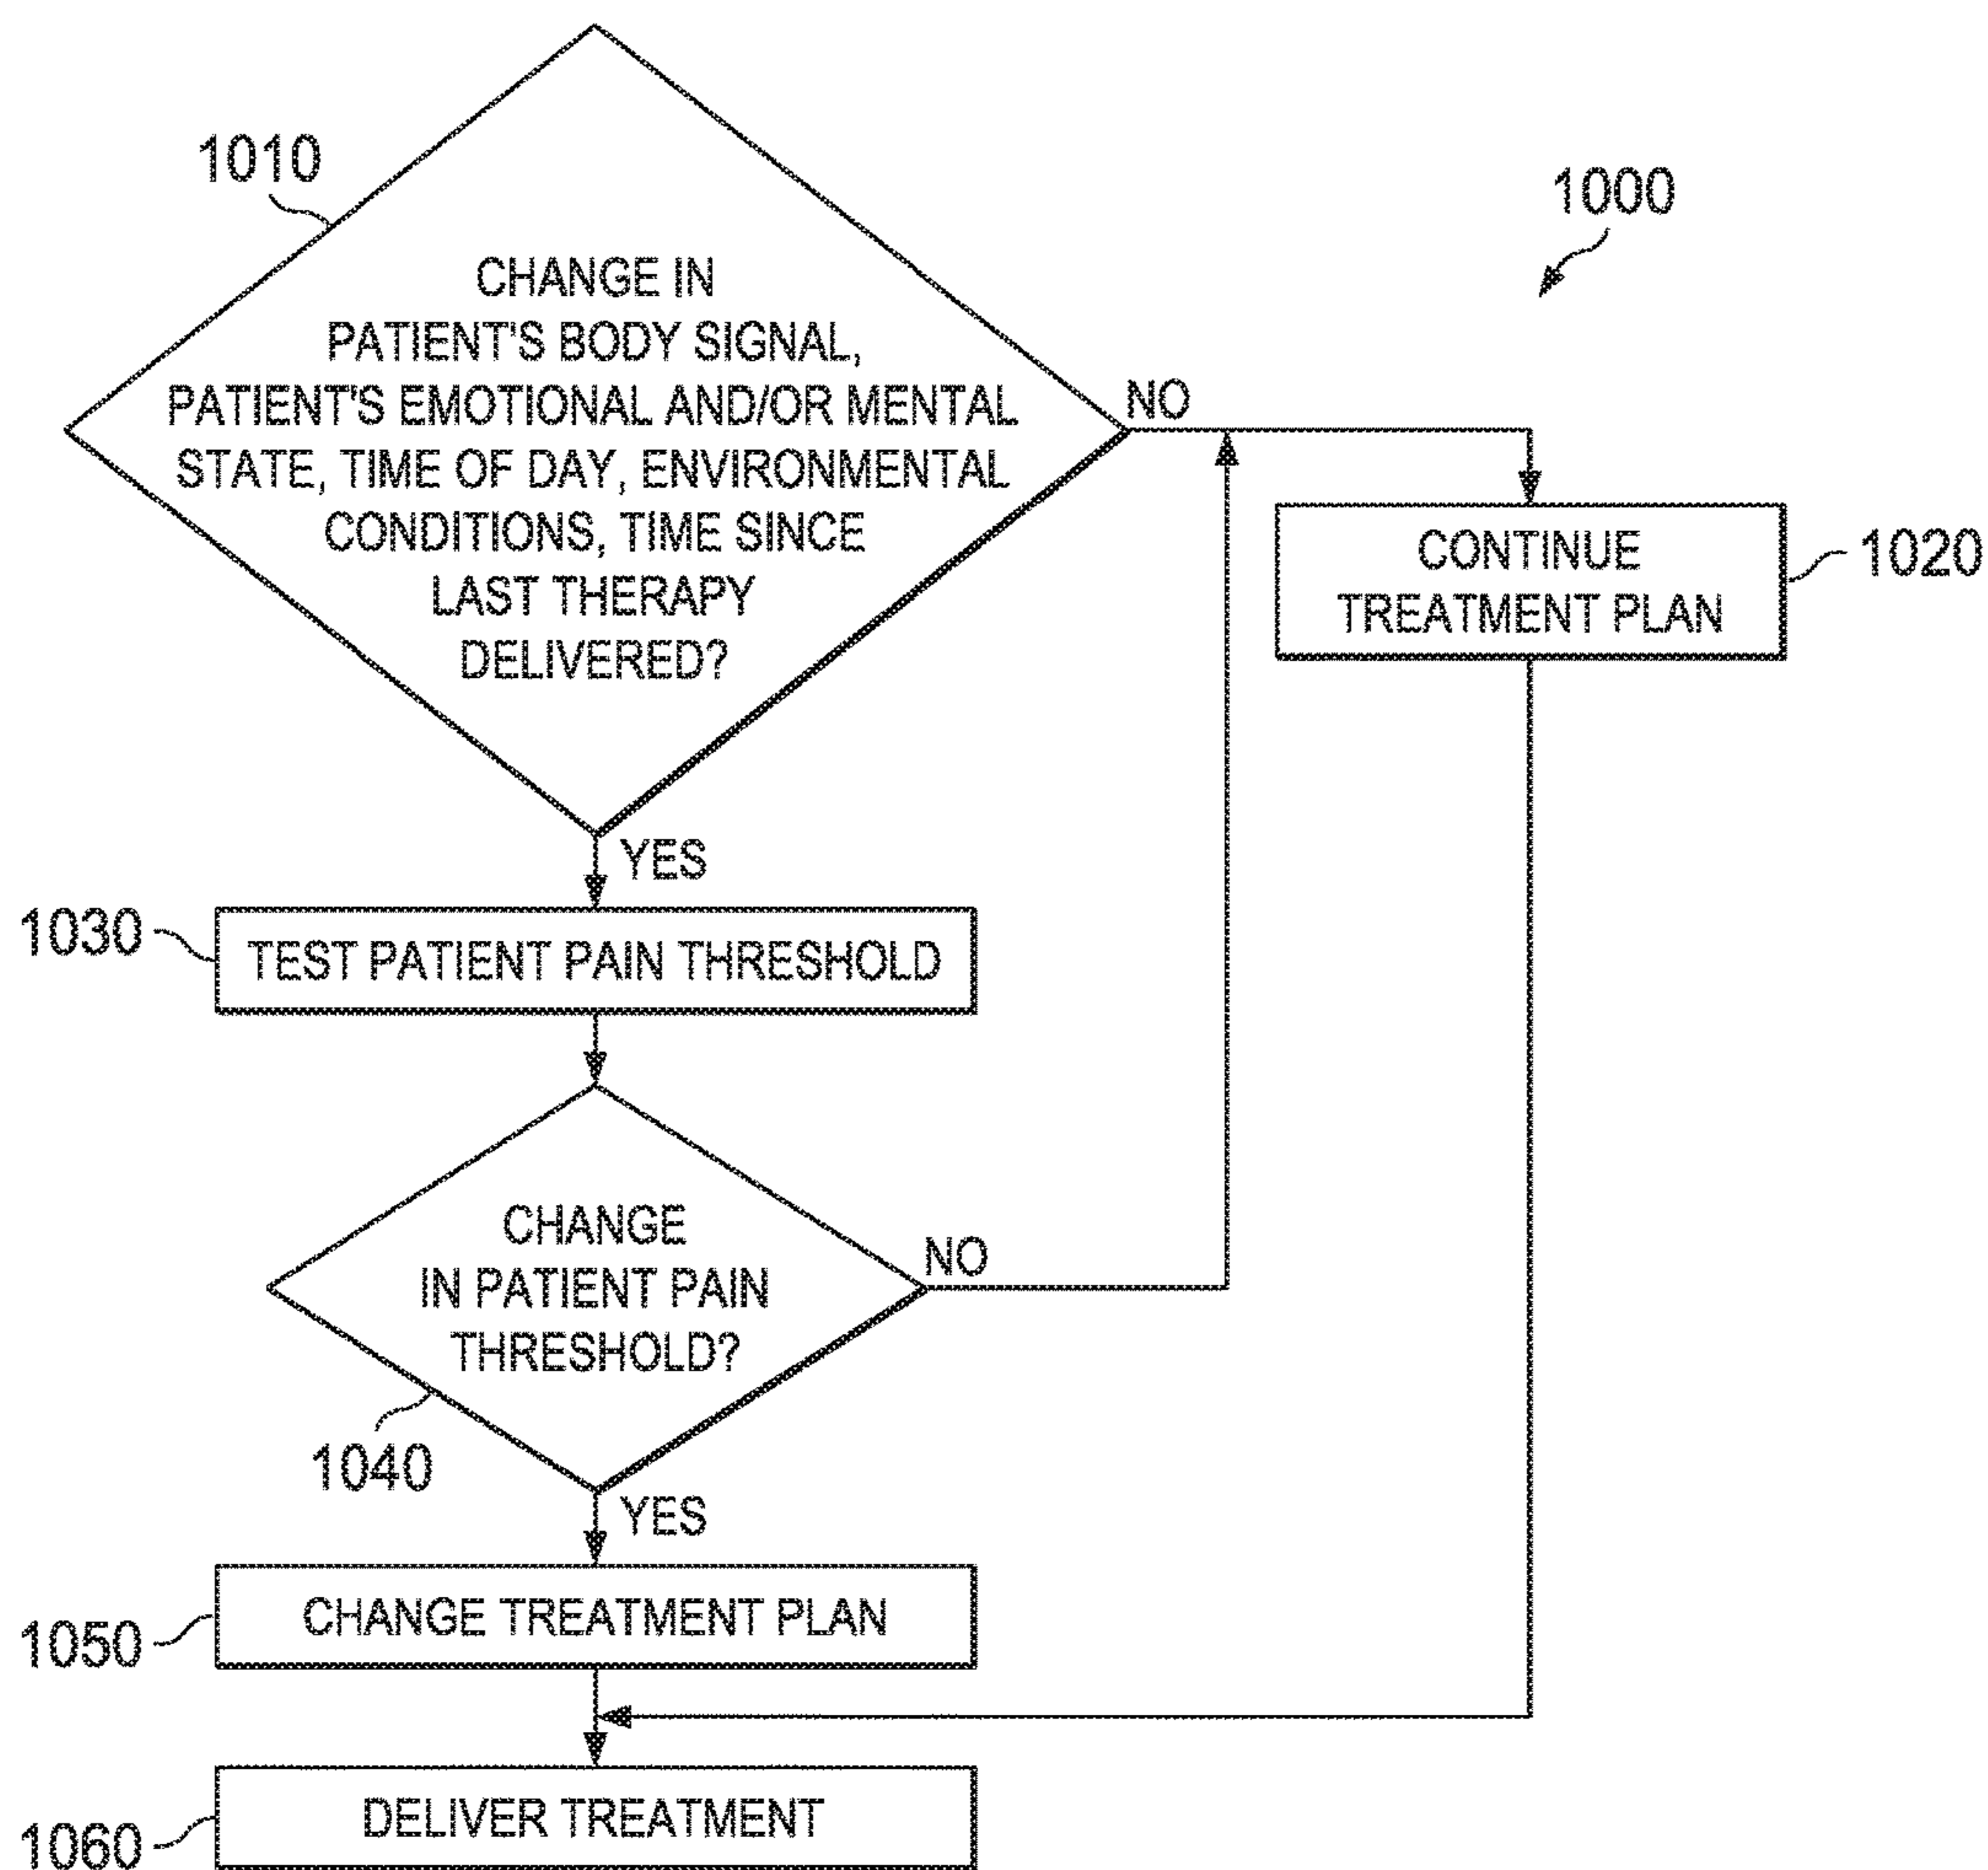 1010
1000
CHANGE IN
PATIENT'S BODY SIGNAL,
PATIENT'S EMOTIONAL AND/OR MENTAL
STATE, TIME OF DAY, ENVIRONMENTAL
CONDITIONS, TIME SINCE
LAST THERAPY
DELIVERED?
NO
CONTINUE
TREATMENT PLAN
1020
YES
1030
TEST PATIENT PAIN THRESHOLD
CHANGE
IN PATIENT PAIN
THRESHOLD?
NO
1040
YES
1050
CHANGE TREATMENT PLAN
1060
DELIVER TREATMENT